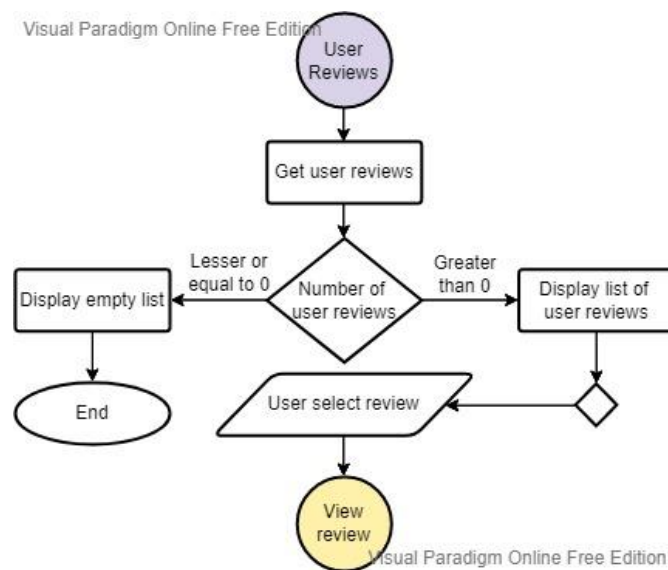 Visual Paradigm Online Free Edition
User
Reviews
Get user reviews
Lesser or
equal to 0
Greater
than 0
Display empty list
Number of
user reviews
Display list of
user reviews
End
User select review
View
review
Visual Paradigm Online Free Edition